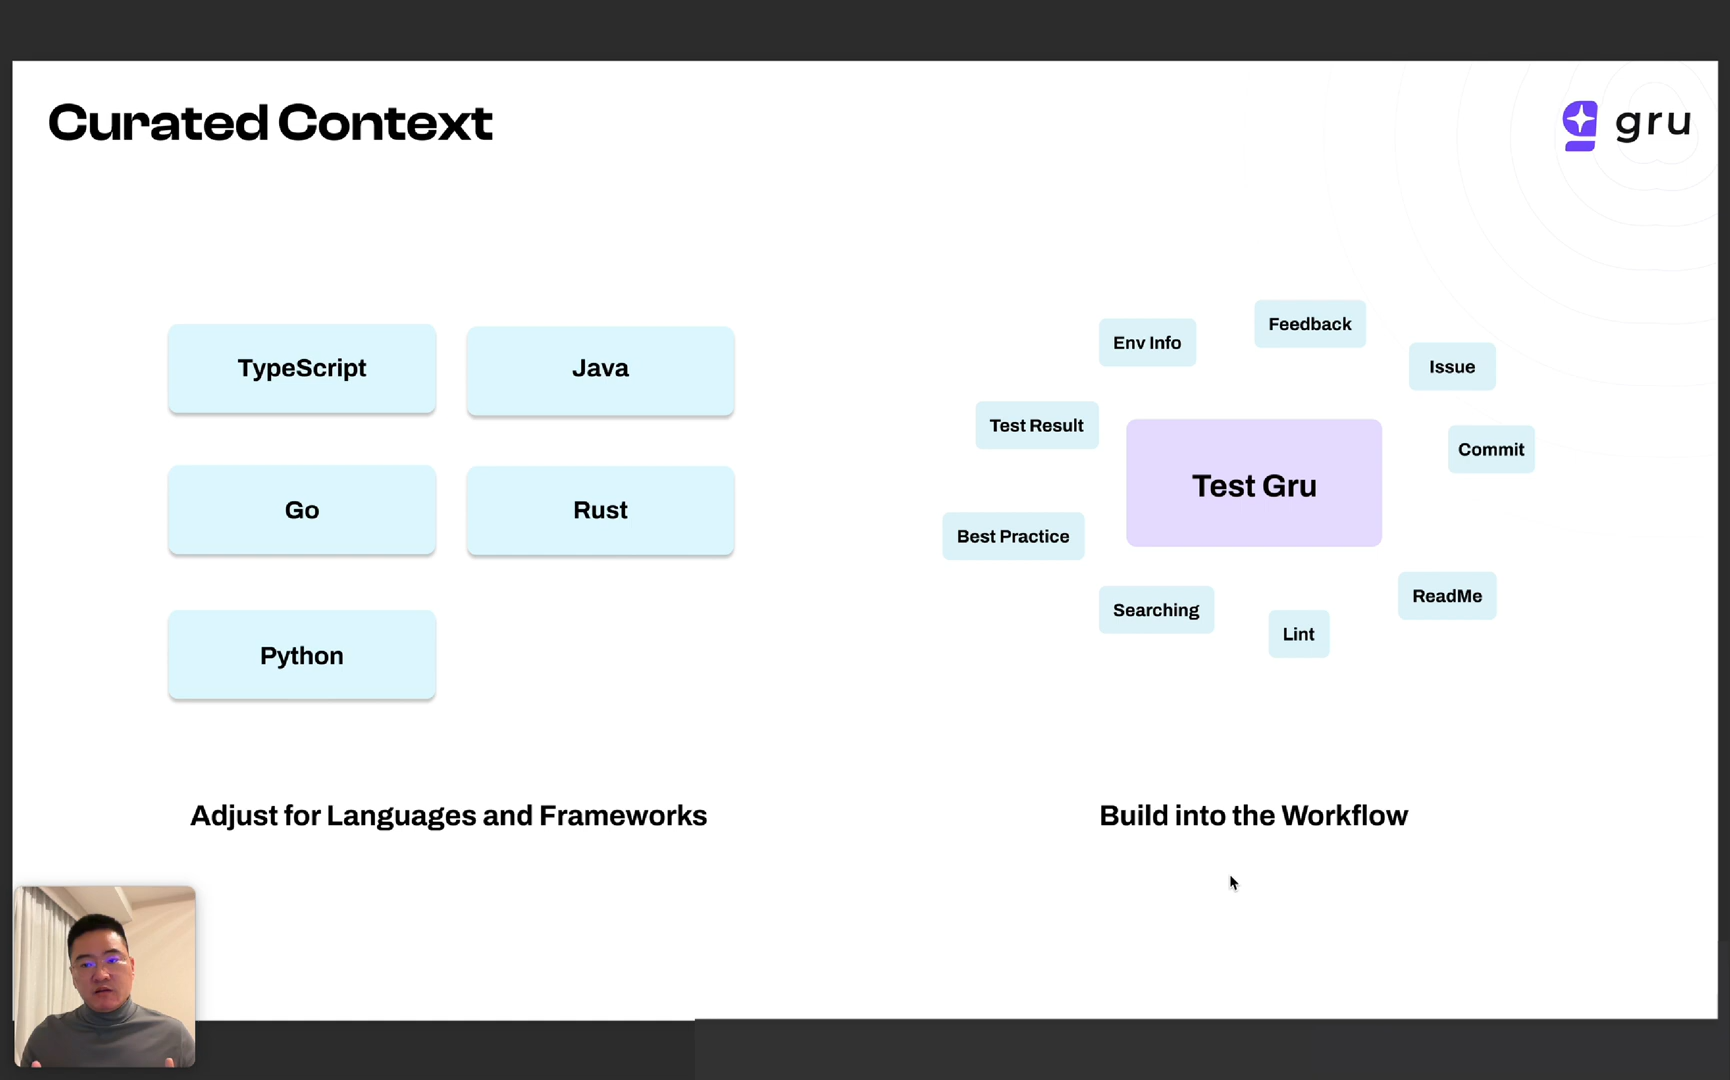 Curated Context
gru
TypeScript
Java
Go
Rust
Python
Adjust for Languages and Frameworks
Env Info
Feedback
Issue
Test Result
Commit
Test Gru
Best Practice
Searching
Lint
ReadMe
Build into the Workflow